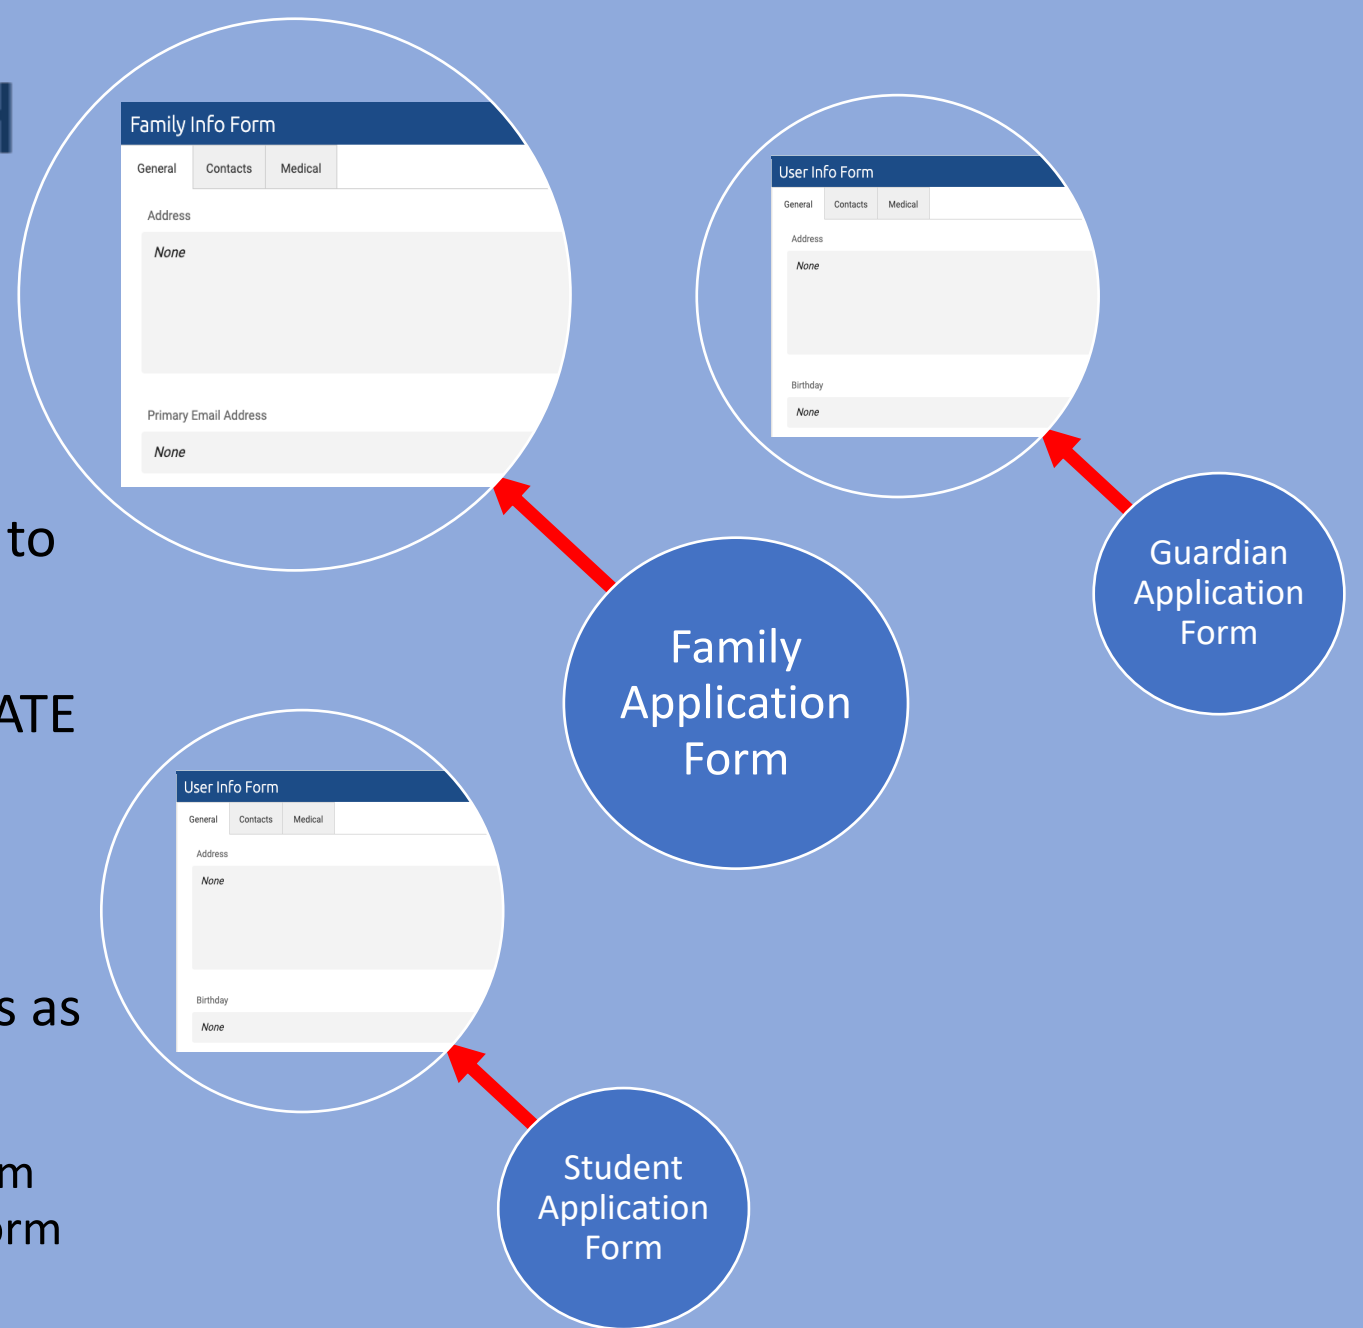 Family Info Form
General Contacts Medical
Address
None
Primary Email Address
None
User Info Form
General Contacts Medical
Address
None
Birthday
None
to
Guardian
Application
Form
Family
Application
Form
User Info Form
General Contacts Medical
Address
None
Birthday
None
as
Student
Application
Form